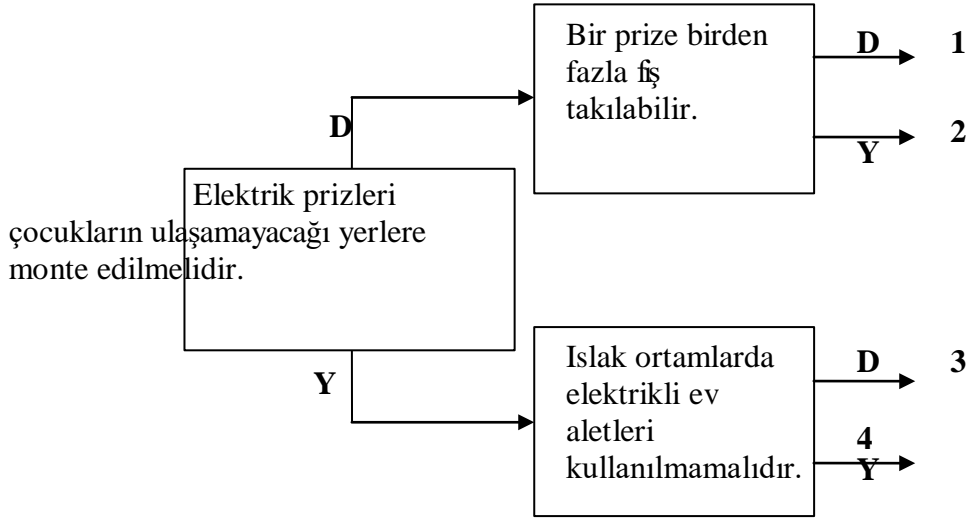 Elektrik prizleri
çocukların ulaşamayacağı yerlere
monte edilmelidir.
D
Y
Bir prize birden
fazla fiş
takılabilir.
D 1
Y 2
Islak ortamlarda
elektrikli ev
aletleri
kullanılmamalıdır.
D 3
4
Y